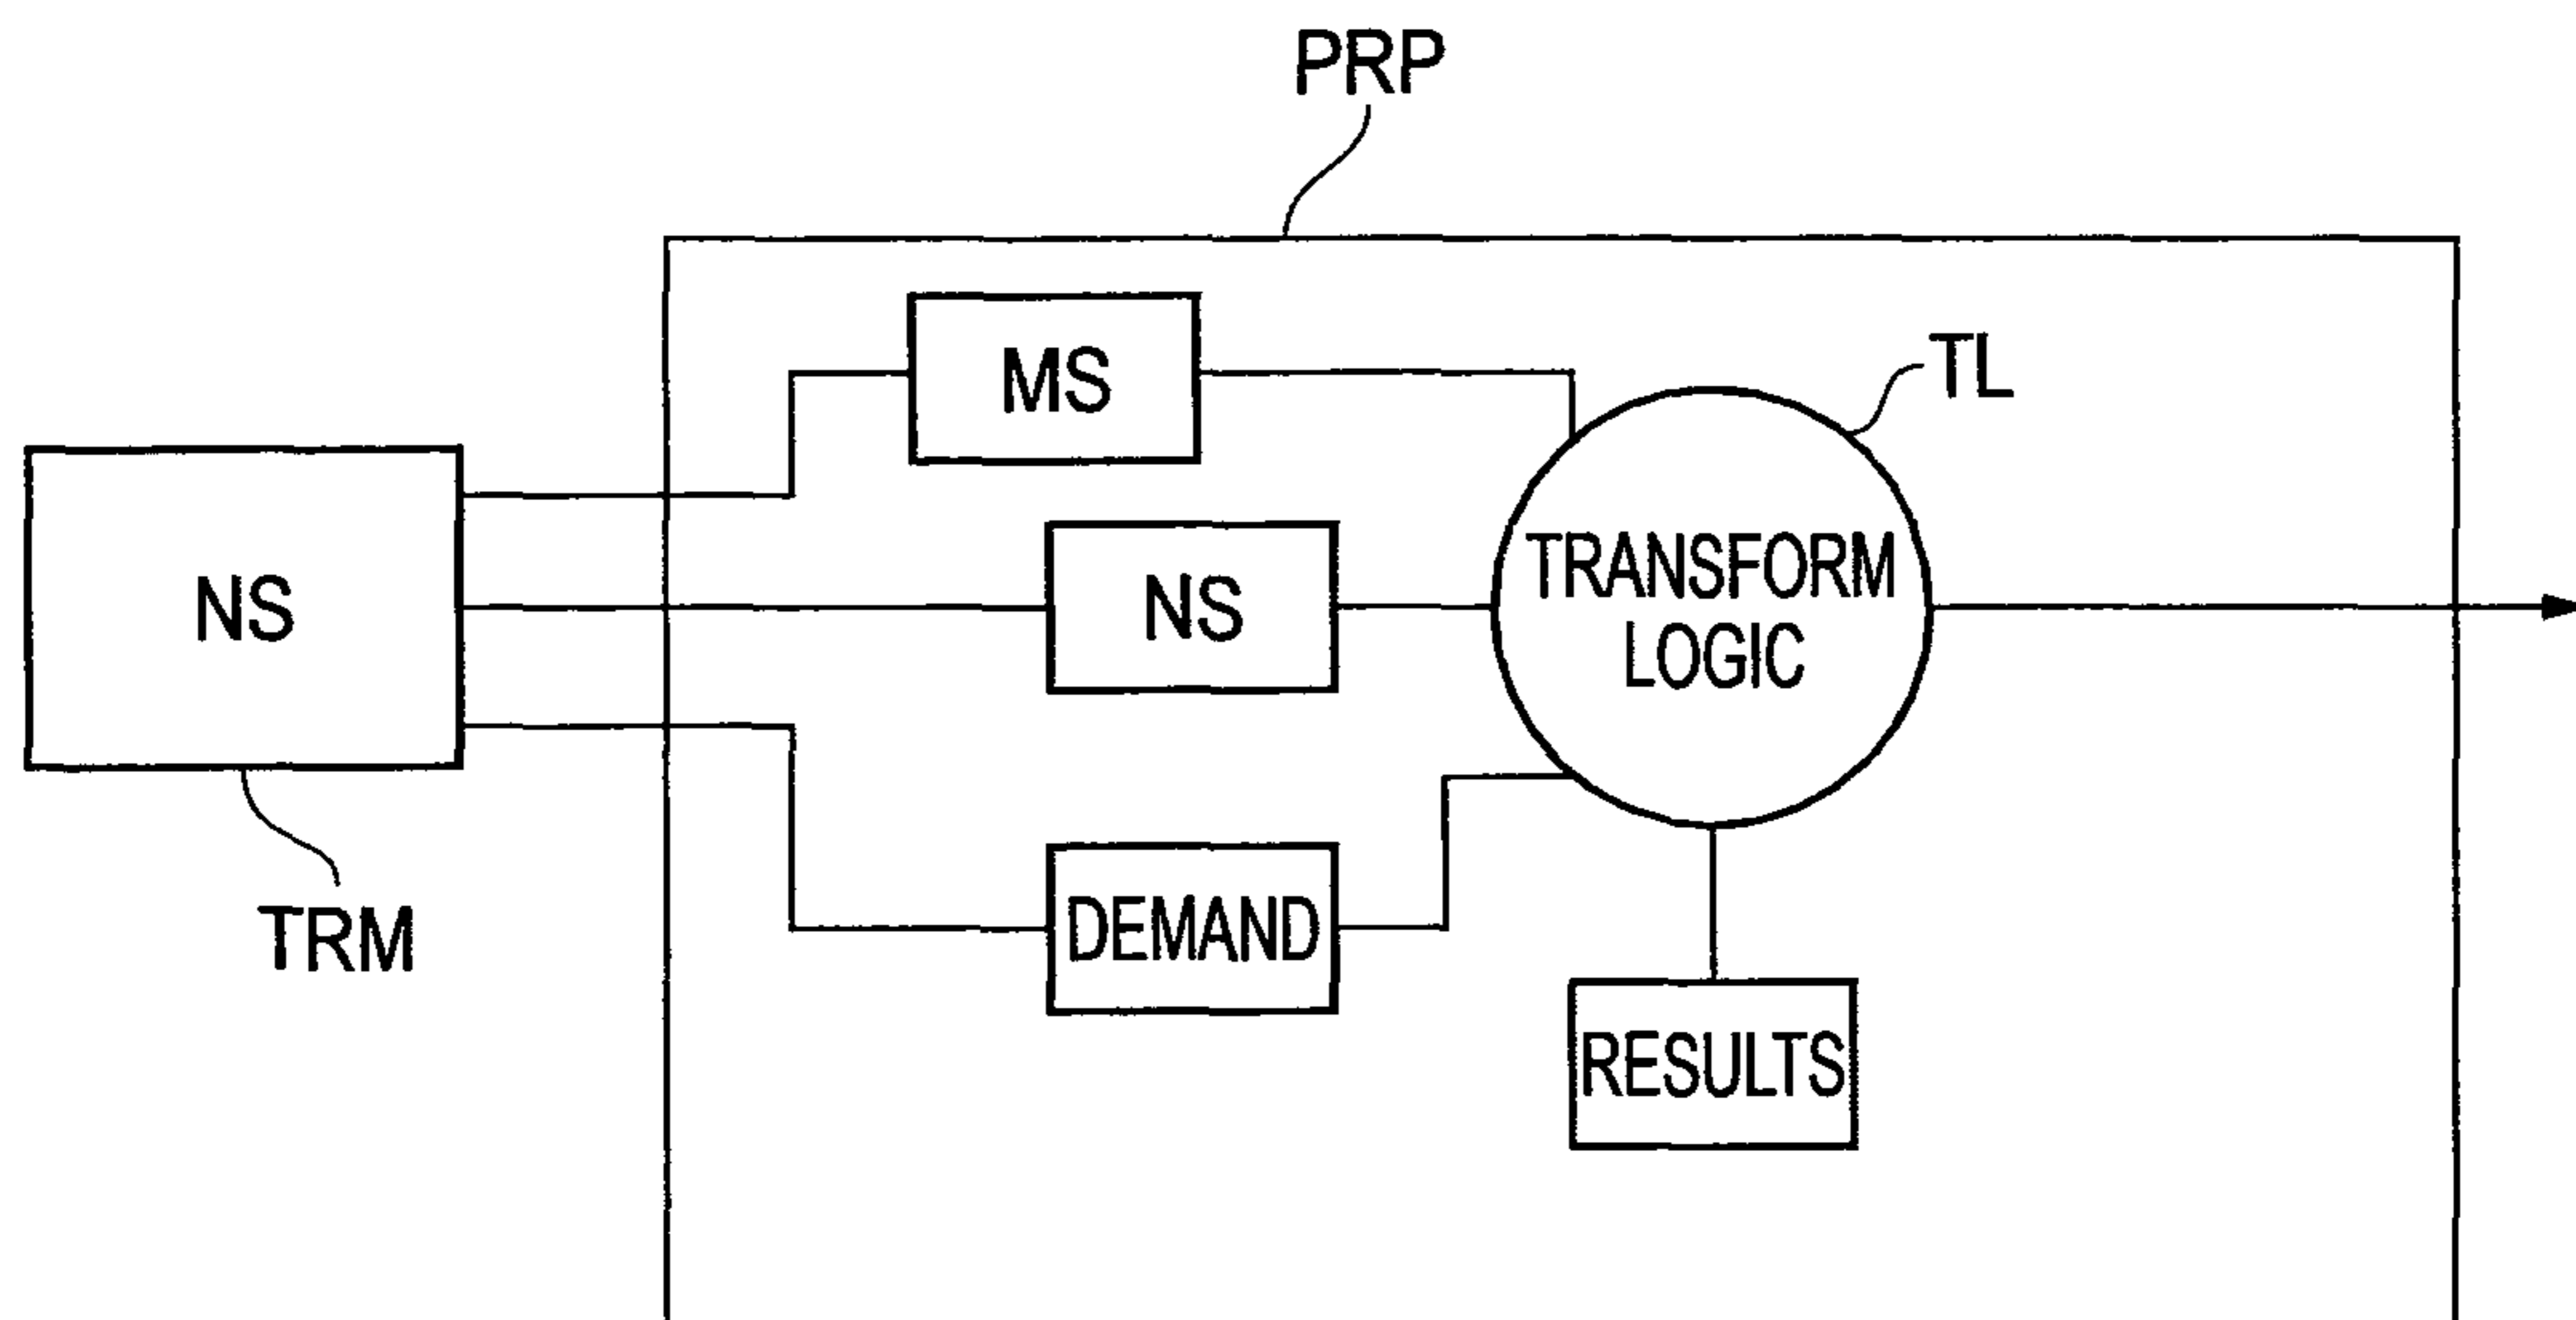 PRP
MS
TL
NS
NS
TRANSFORM
LOGIC
DEMAND
TRM
RESULTS